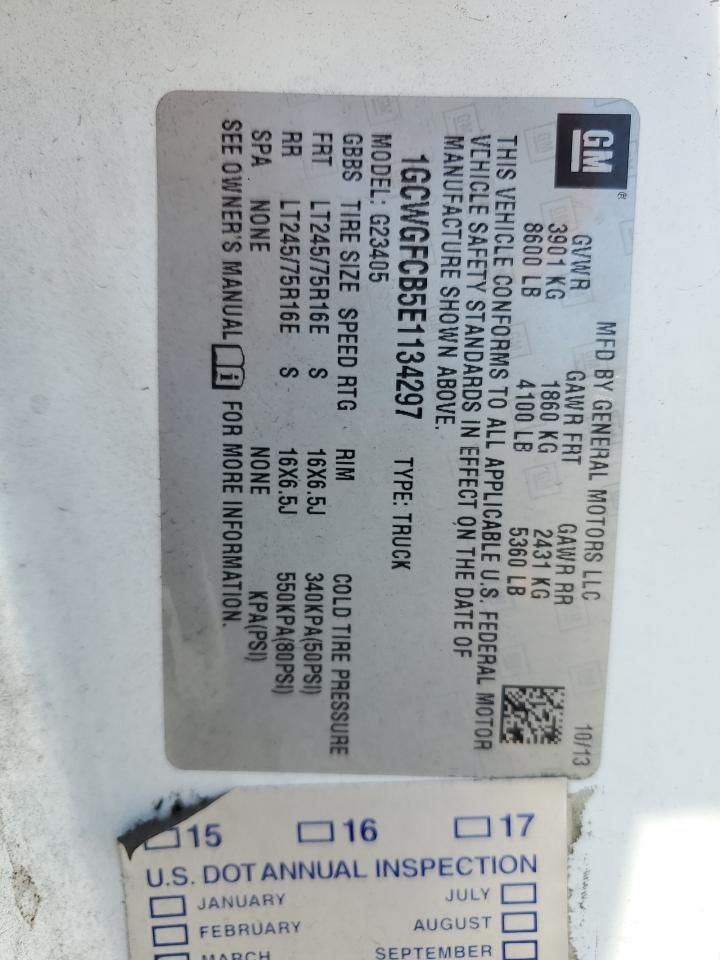 GM ®
MFD BY GENERAL MOTORS LLC 10/13
GVWR GAWR FRT GAWR RR
3901 KG 1860 KG 2431 KG
8600 LB 4100 LB 5360 LB
THIS VEHICLE CONFORMS TO ALL APPLICABLE U.S. FEDERAL MOTOR
VEHICLE SAFETY STANDARDS IN EFFECT ON THE DATE OF
MANUFACTURE SHOWN ABOVE.
1GCWGFCB5E1134297 TYPE: TRUCK
MODEL: G23405
GBBS TIRE SIZE SPEED RTG RIM COLD TIRE PRESSURE
FRT LT245/75R16E S 16X6.5J 340KPA(50PSI)
RR LT245/75R16E S 16X6.5J 550KPA(80PSI)
SPA NONE NONE KPA(PSI)
SEE OWNER'S MANUAL i FOR MORE INFORMATION.
15 16 17
U.S. DOT ANNUAL INSPECTION
JANUARY JULY
FEBRUARY AUGUST
MARCH SEPTEMBER